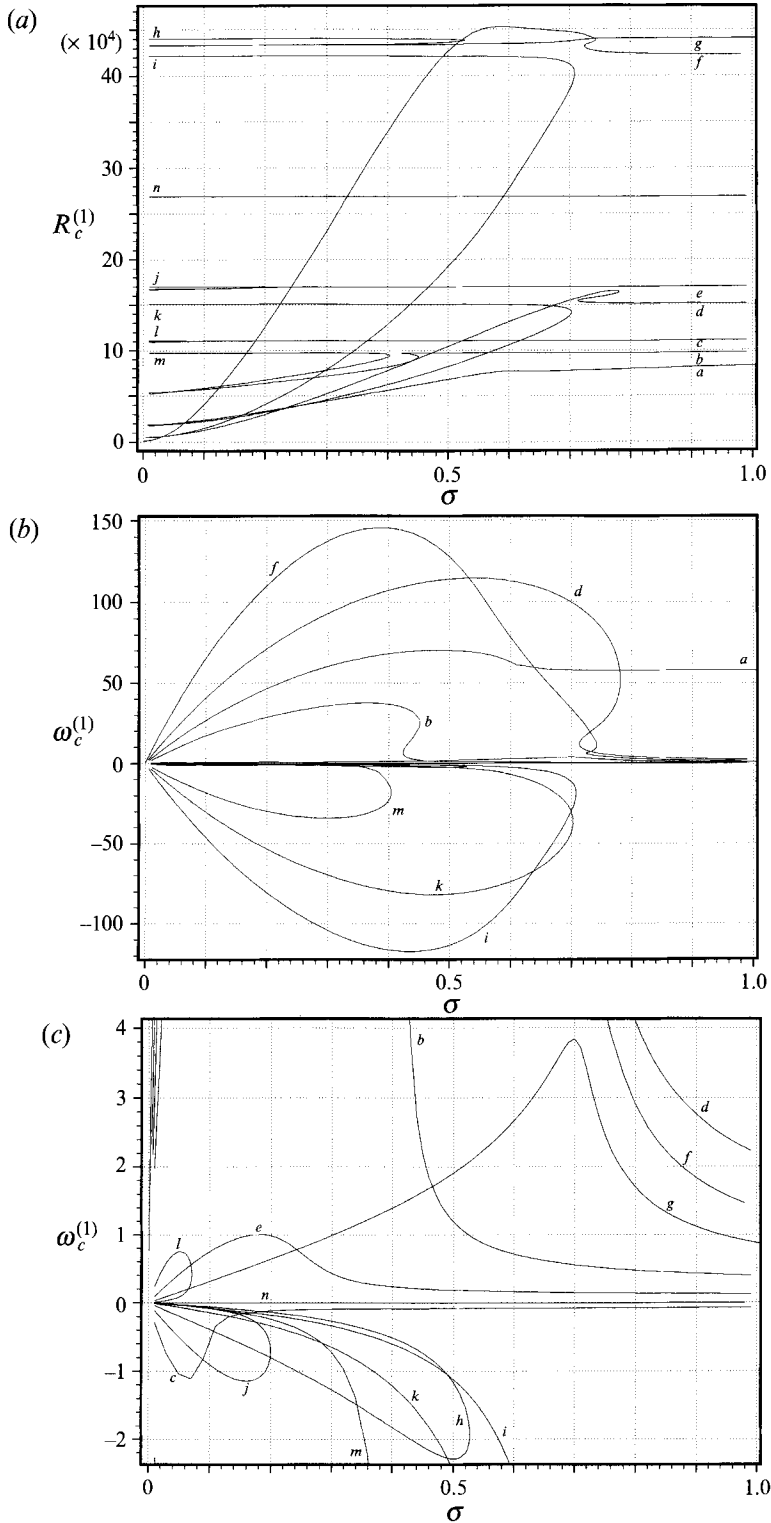 (a)
(× 10⁴)
40
30
20
10
0
R_c^(1)
h
i
n
j
k
l
m
g
f
e
d
c
b
a
0
0.5
1.0
σ
(b)
150
100
50
0
−50
−100
ω_c^(1)
f
d
a
b
m
k
i
0
0.5
1.0
σ
(c)
4
3
2
1
0
−1
−2
ω_c^(1)
b
d
f
g
l
e
n
c
j
k
h
i
m
0
0.5
1.0
σ